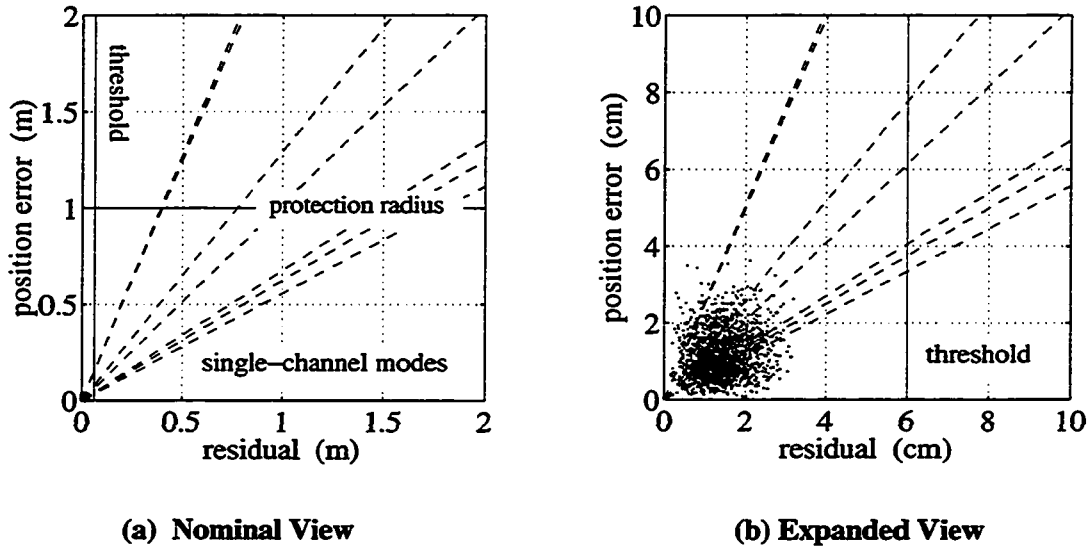 2
1.5
1
0.5
0
position error (m)
threshold
protection radius
single–channel modes
0 0.5 1 1.5 2
residual (m)
(a) Nominal View
10
8
6
4
2
0
position error (cm)
threshold
0 2 4 6 8 10
residual (cm)
(b) Expanded View